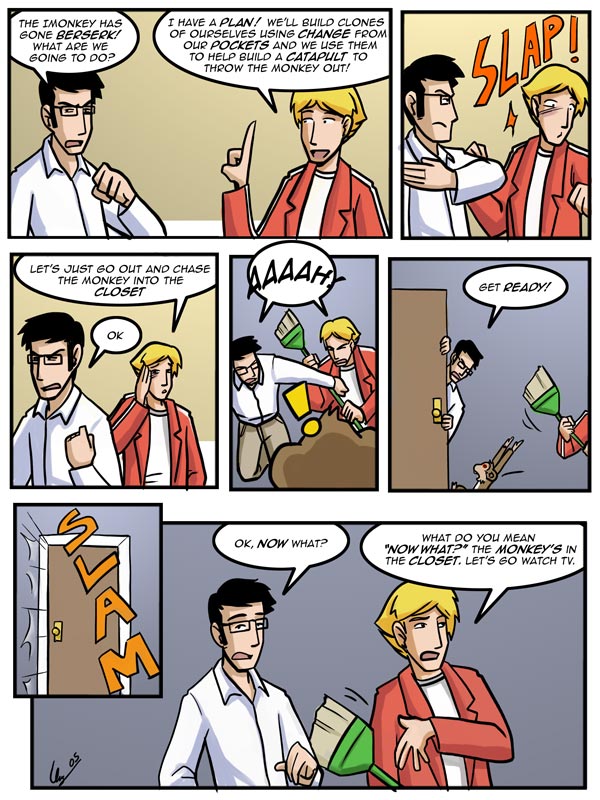 THE IMONKEY HAS
GONE BERSERK!
WHAT ARE WE
GOING TO DO?
I HAVE A PLAN! WE'LL BUILD CLONES
OF OURSELVES USING CHANGE FROM
OUR POCKETS AND WE USE THEM
TO HELP BUILD A CATAPULT TO
THROW THE MONKEY OUT!
SLAP!
LET'S JUST GO OUT AND CHASE
THE MONKEY INTO THE
CLOSET
OK
AAAAH!
!
GET READY!
SLAM
OK, NOW WHAT?
WHAT DO YOU MEAN
"NOW WHAT?" THE MONKEY'S IN
THE CLOSET. LET'S GO WATCH TV.
05